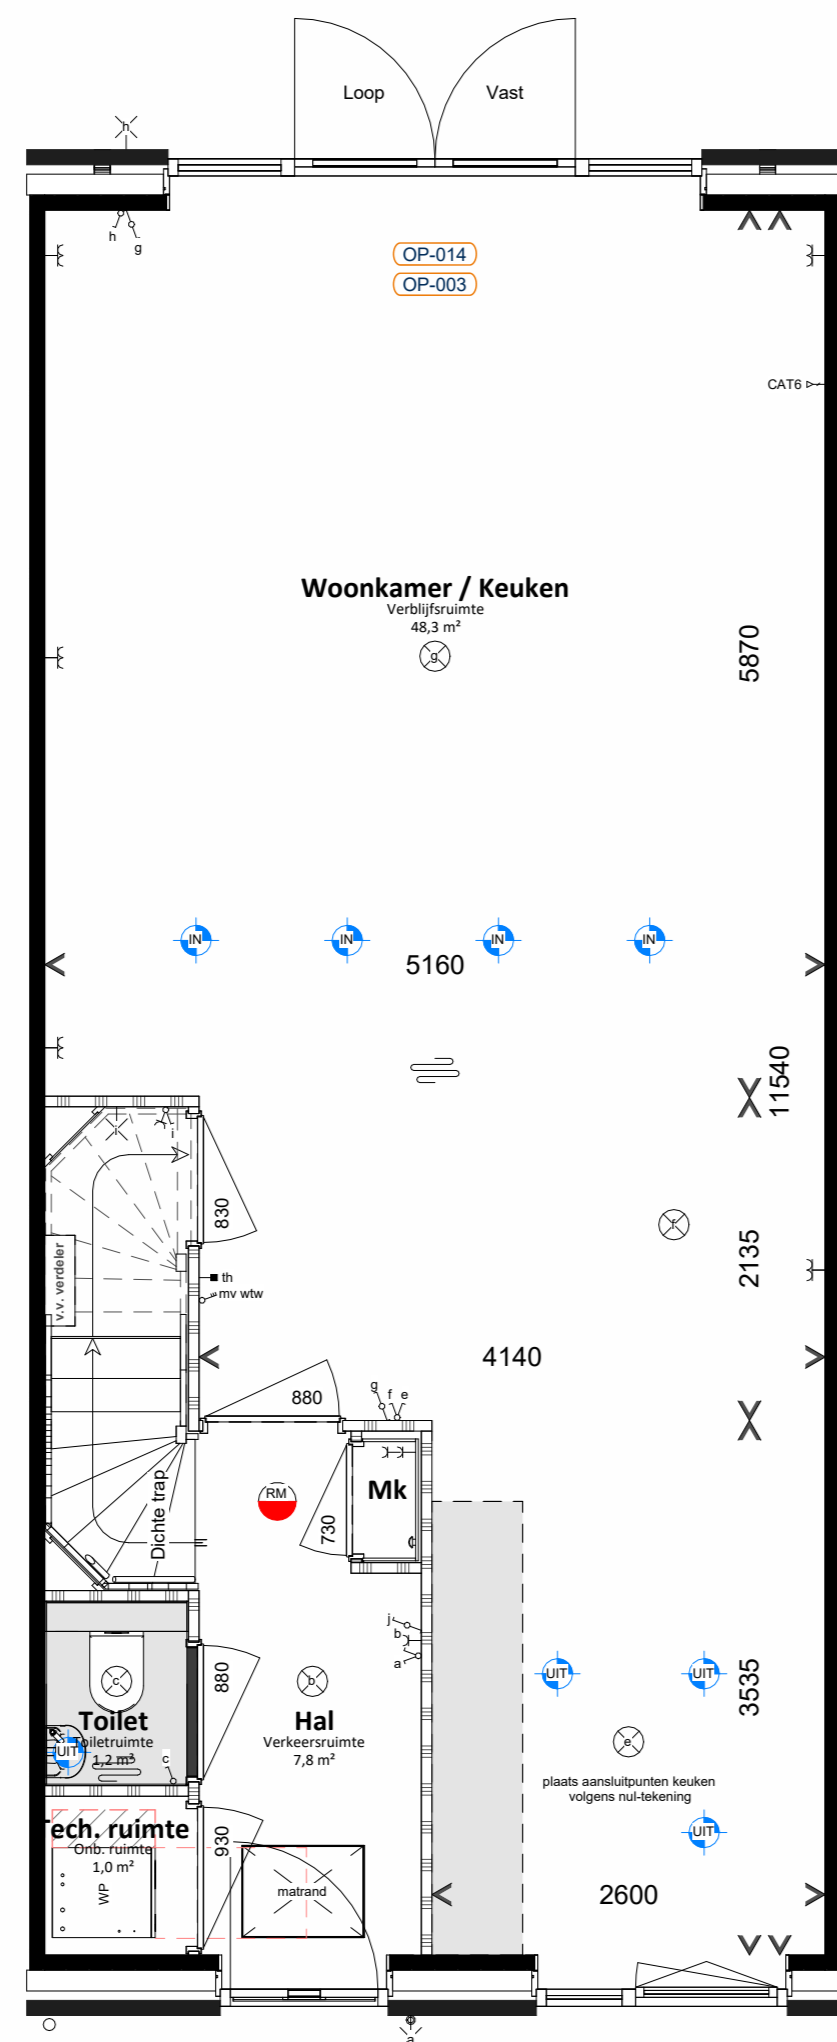 Loop
Vast
h
h
g
OP-014
OP-003
CAT6
Woonkamer / Keuken
Verblijfsruimte
48,3 m²
g
5870
IN
IN
IN
IN
5160
11540
i
i
830
f
2135
v.v. verdeler
th
mv wtw
4140
880
g
f
e
Mk
RM
730
Dichte trap
j
b
a
880
c
b
UIT
UIT
3535
Toilet
Toiletruimte
1,2 m²
UIT
c
Hal
Verkeersruimte
7,8 m²
e
plaats aansluitpunten keuken
volgens nul-tekening
UIT
Tech. ruimte
Onb. ruimte
1,0 m²
930
WP
matrand
2600
a